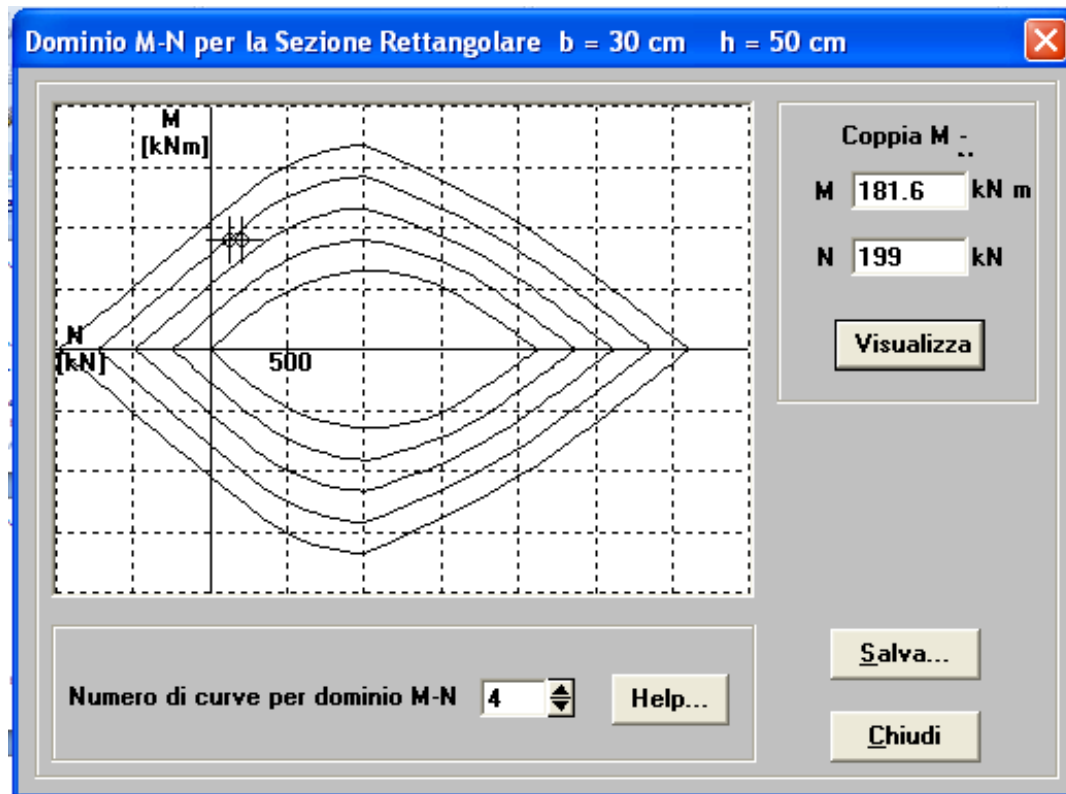 Dominio M-N per la Sezione Rettangolare b = 30 cm h = 50 cm
M
[kNm]
N
[kN]
500
Coppia M -
M 181.6 kN m
N 199 kN
Visualizza
Numero di curve per dominio M-N 4 Help...
Salva...
Chiudi